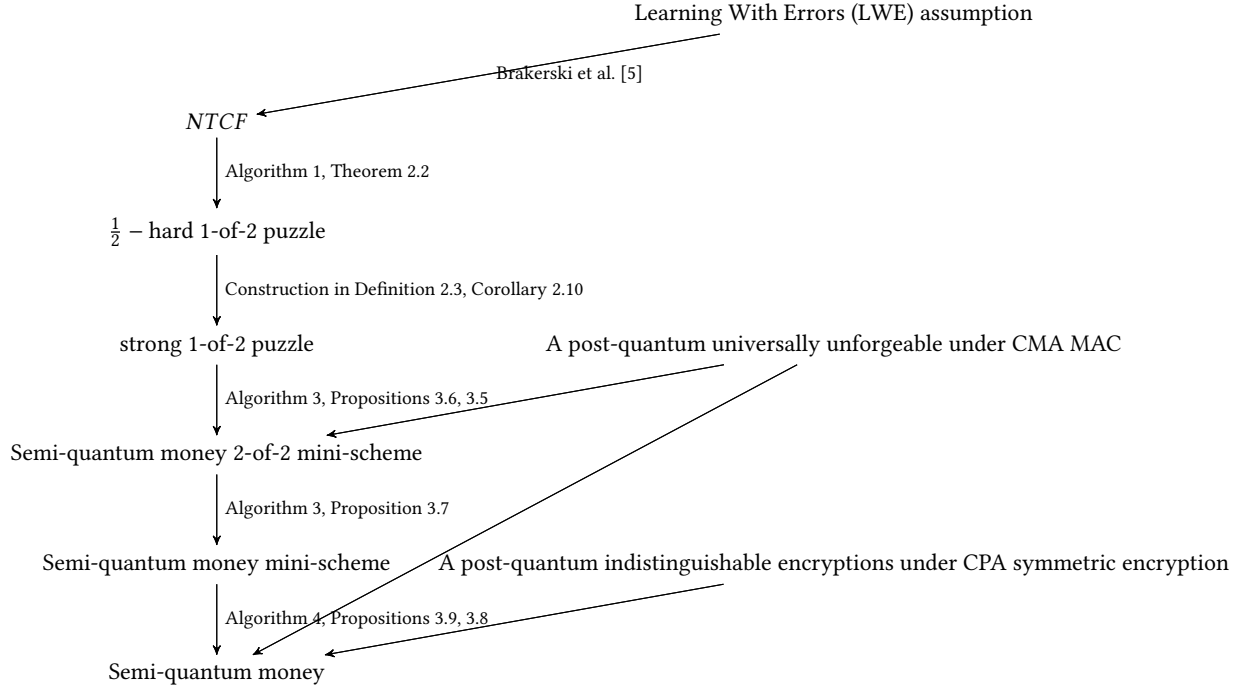 Learning With Errors (LWE) assumption
Brakerski et al. [5]
NTCF
Algorithm 1, Theorem 2.2
1/2 − hard 1-of-2 puzzle
Construction in Definition 2.3, Corollary 2.10
strong 1-of-2 puzzle
A post-quantum universally unforgeable under CMA MAC
Algorithm 3, Propositions 3.6, 3.5
Semi-quantum money 2-of-2 mini-scheme
Algorithm 3, Proposition 3.7
Semi-quantum money mini-scheme
A post-quantum indistinguishable encryptions under CPA symmetric encryption
Algorithm 4, Propositions 3.9, 3.8
Semi-quantum money